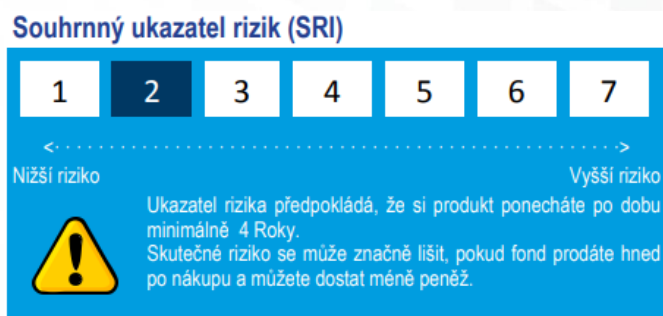 Souhrnný ukazatel rizik (SRI)
1 2 3 4 5 6 7
Nižší riziko Vyšší riziko
Ukazatel rizika předpokládá, že si produkt ponecháte po dobu
minimálně 4 Roky.
Skutečné riziko se může značně lišit, pokud fond prodáte hned
po nákupu a můžete dostat méně peněž.